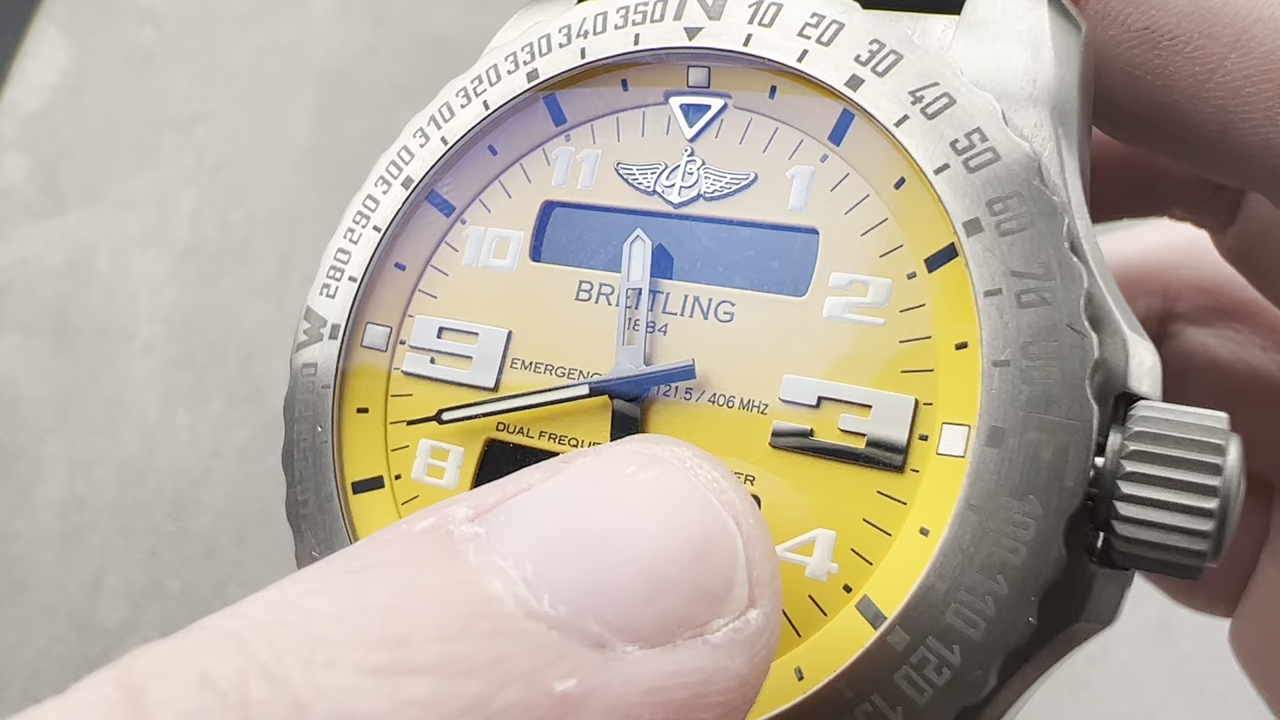 280 290 300 310 320 330 340 350 N 10 20 30 40 50 60 70
W
100 110 120
11 1
10 2
BREITLING
1884
9 3
EMERGENC 121.5 / 406 MHz
DUAL FREQUE ER
8 4